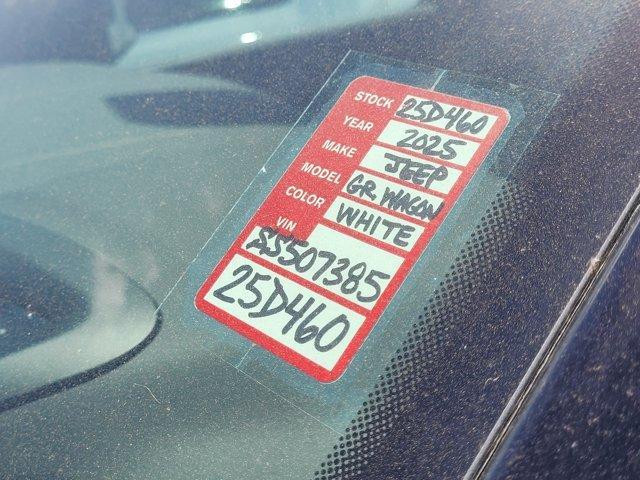 STOCK 25D460
YEAR 2025
MAKE JEEP
MODEL GR. WAGON
COLOR WHITE
VIN
SS507385
25D460